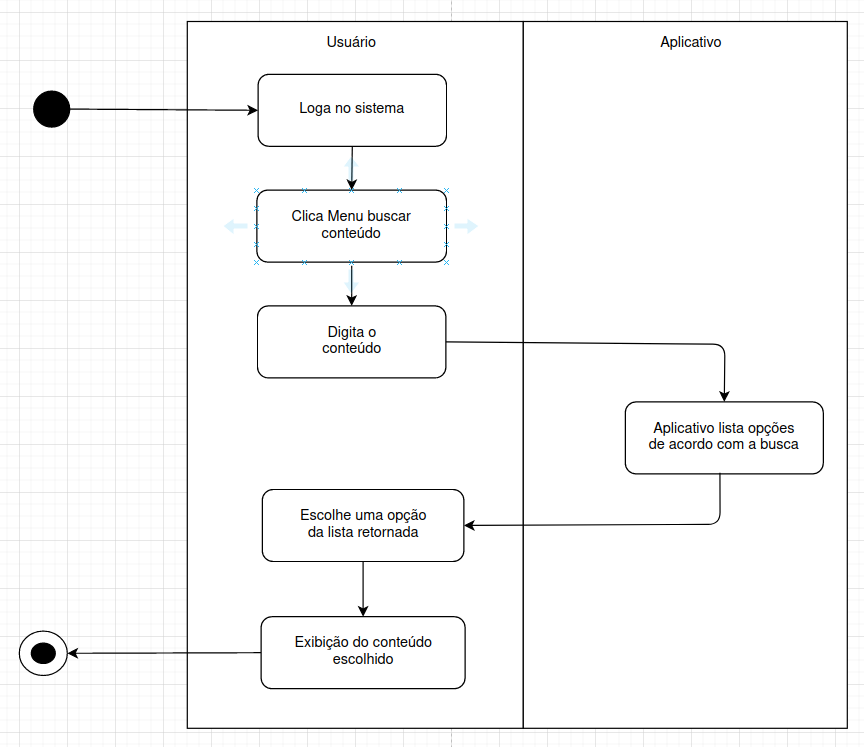 Usuário
Aplicativo
Loga no sistema
Clica Menu buscar
conteúdo
Digita o
conteúdo
Aplicativo lista opções
de acordo com a busca
Escolhe uma opção
da lista retornada
Exibição do conteúdo
escolhido